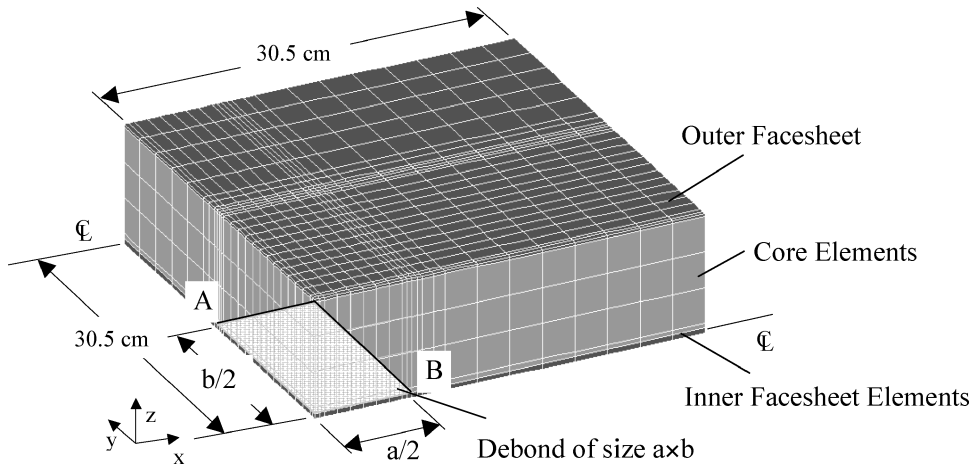 30.5 cm
Outer Facesheet
℄
Core Elements
A
30.5 cm
℄
b/2
B
Inner Facesheet Elements
z
y
x
a/2
Debond of size a×b